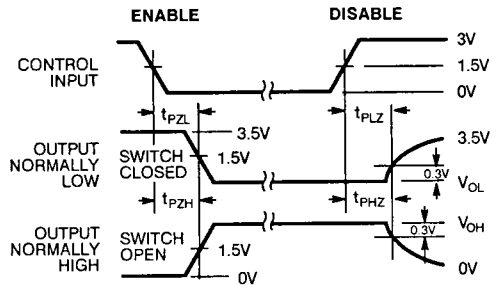 ENABLE DISABLE
CONTROL INPUT
3V
1.5V
0V
tPZL tPLZ
OUTPUT NORMALLY LOW
SWITCH CLOSED
3.5V
1.5V
3.5V
0.3V
VOL
tPZH tPHZ
OUTPUT NORMALLY HIGH
SWITCH OPEN
1.5V
0V
VOH
0.3V
0V